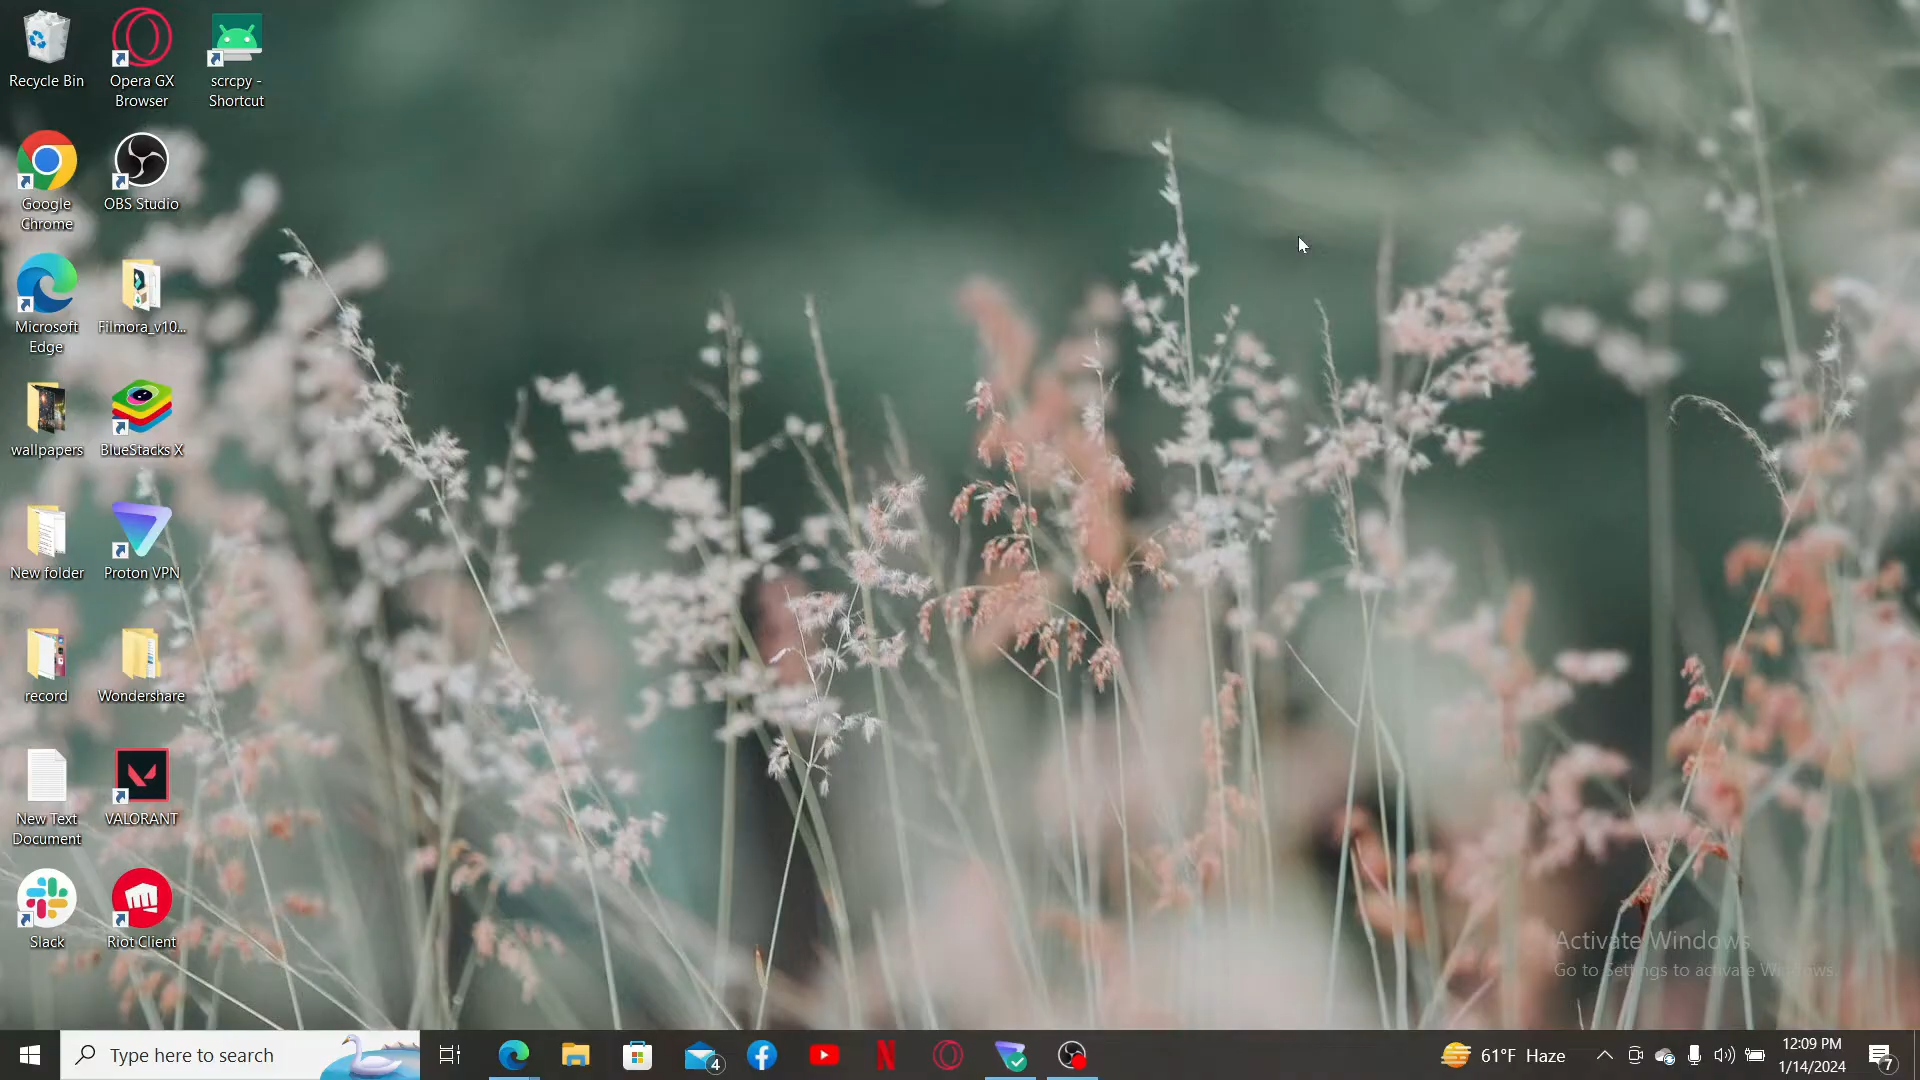 Recycle Bin
Opera GX
Browser
scrcpy -
Shortcut
Google
Chrome
OBS Studio
Microsoft
Edge
Filmora_v10...
wallpapers
BlueStacks X
New folder
Proton VPN
record
Wondershare
New Text
Document
VALORANT
Slack
Riot Client
Activate Windows
Go to Settings to activate Windows.
Type here to search
4
61°F Haze
12:09 PM
1/14/2024
7